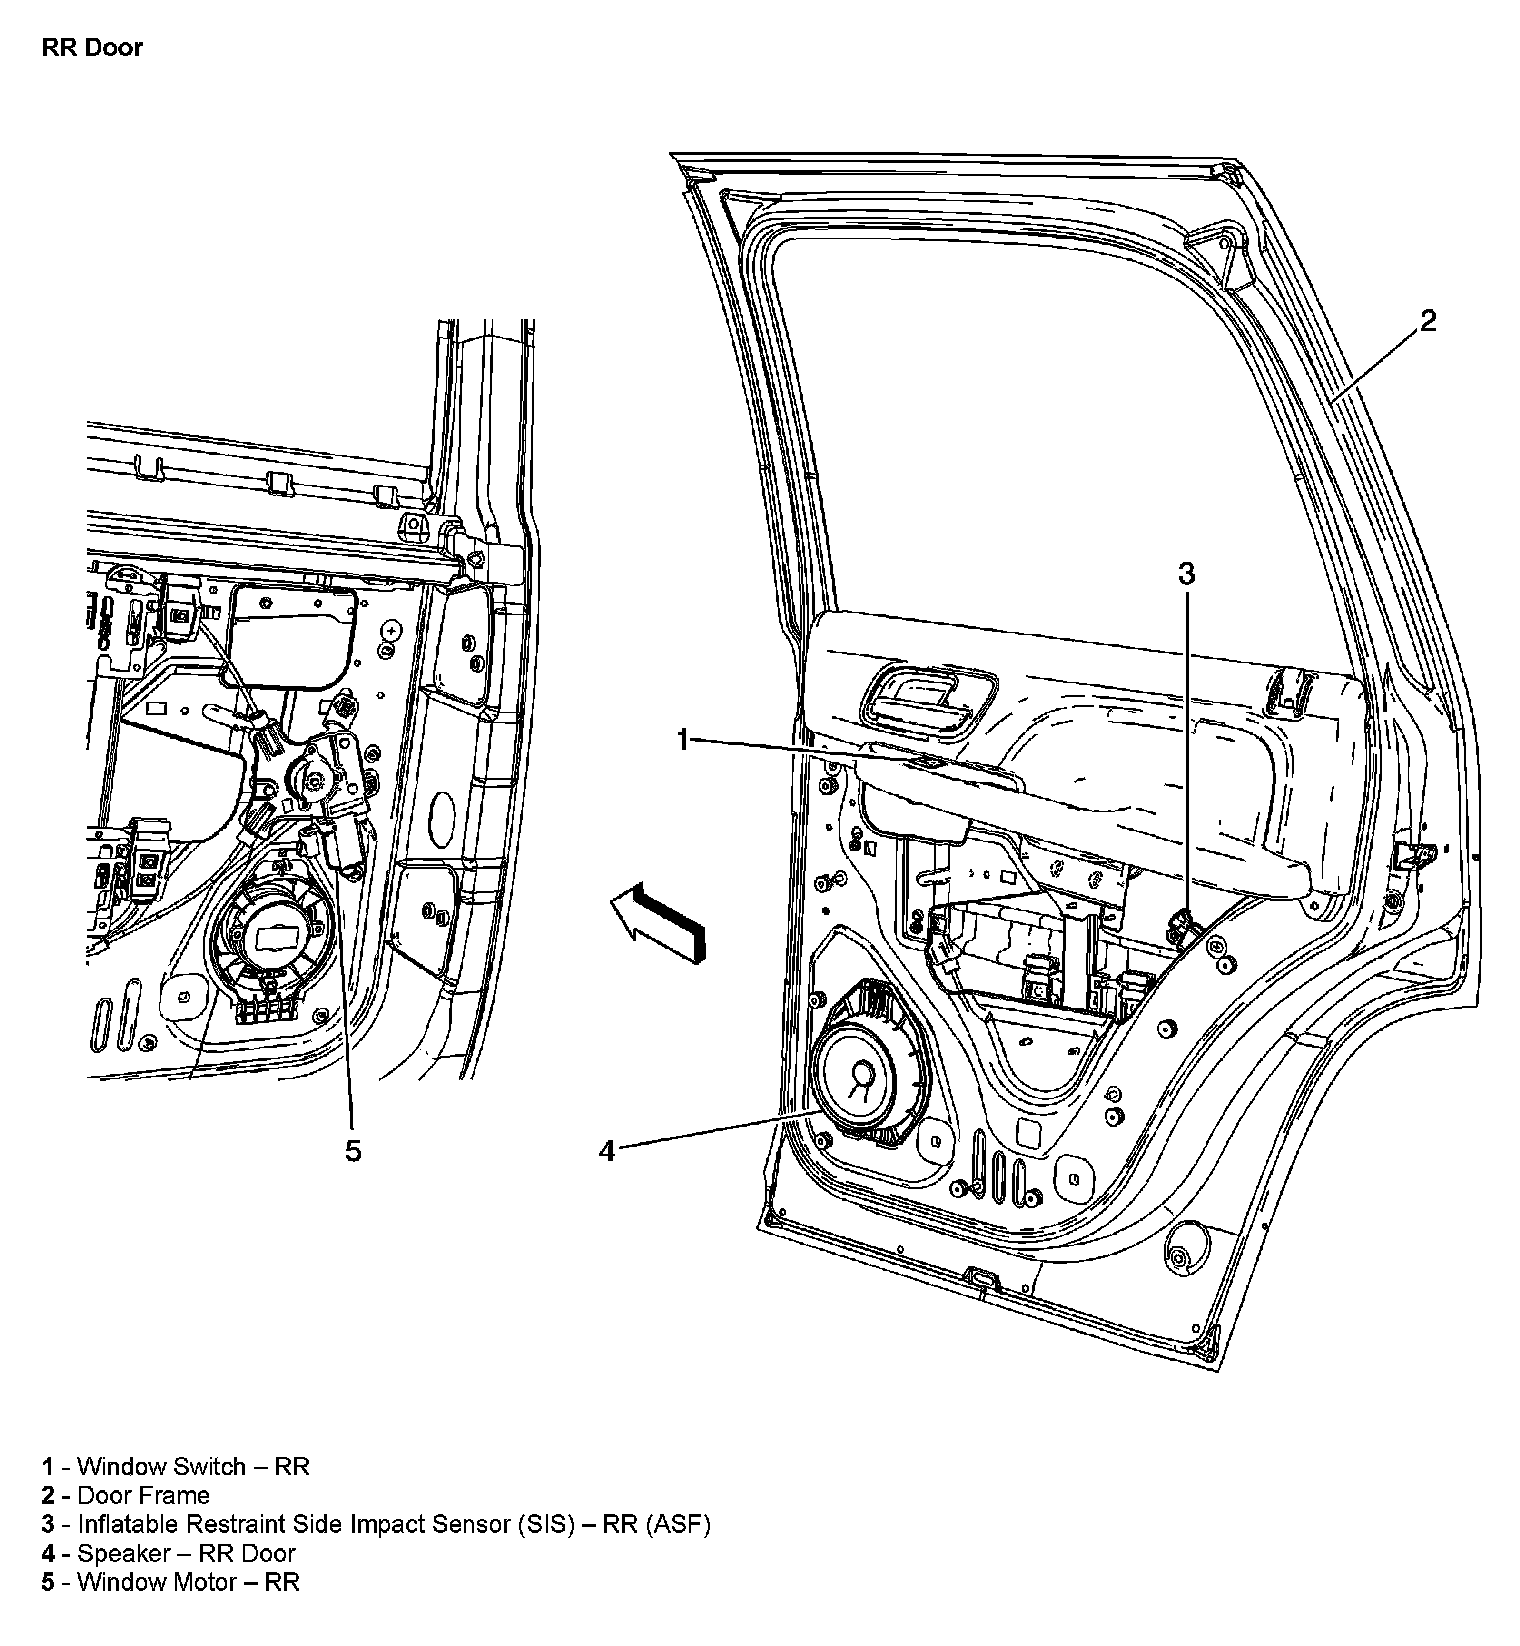 RR Door
2
3
1
4
5
1 - Window Switch – RR
2 - Door Frame
3 - Inflatable Restraint Side Impact Sensor (SIS) – RR (ASF)
4 - Speaker – RR Door
5 - Window Motor – RR